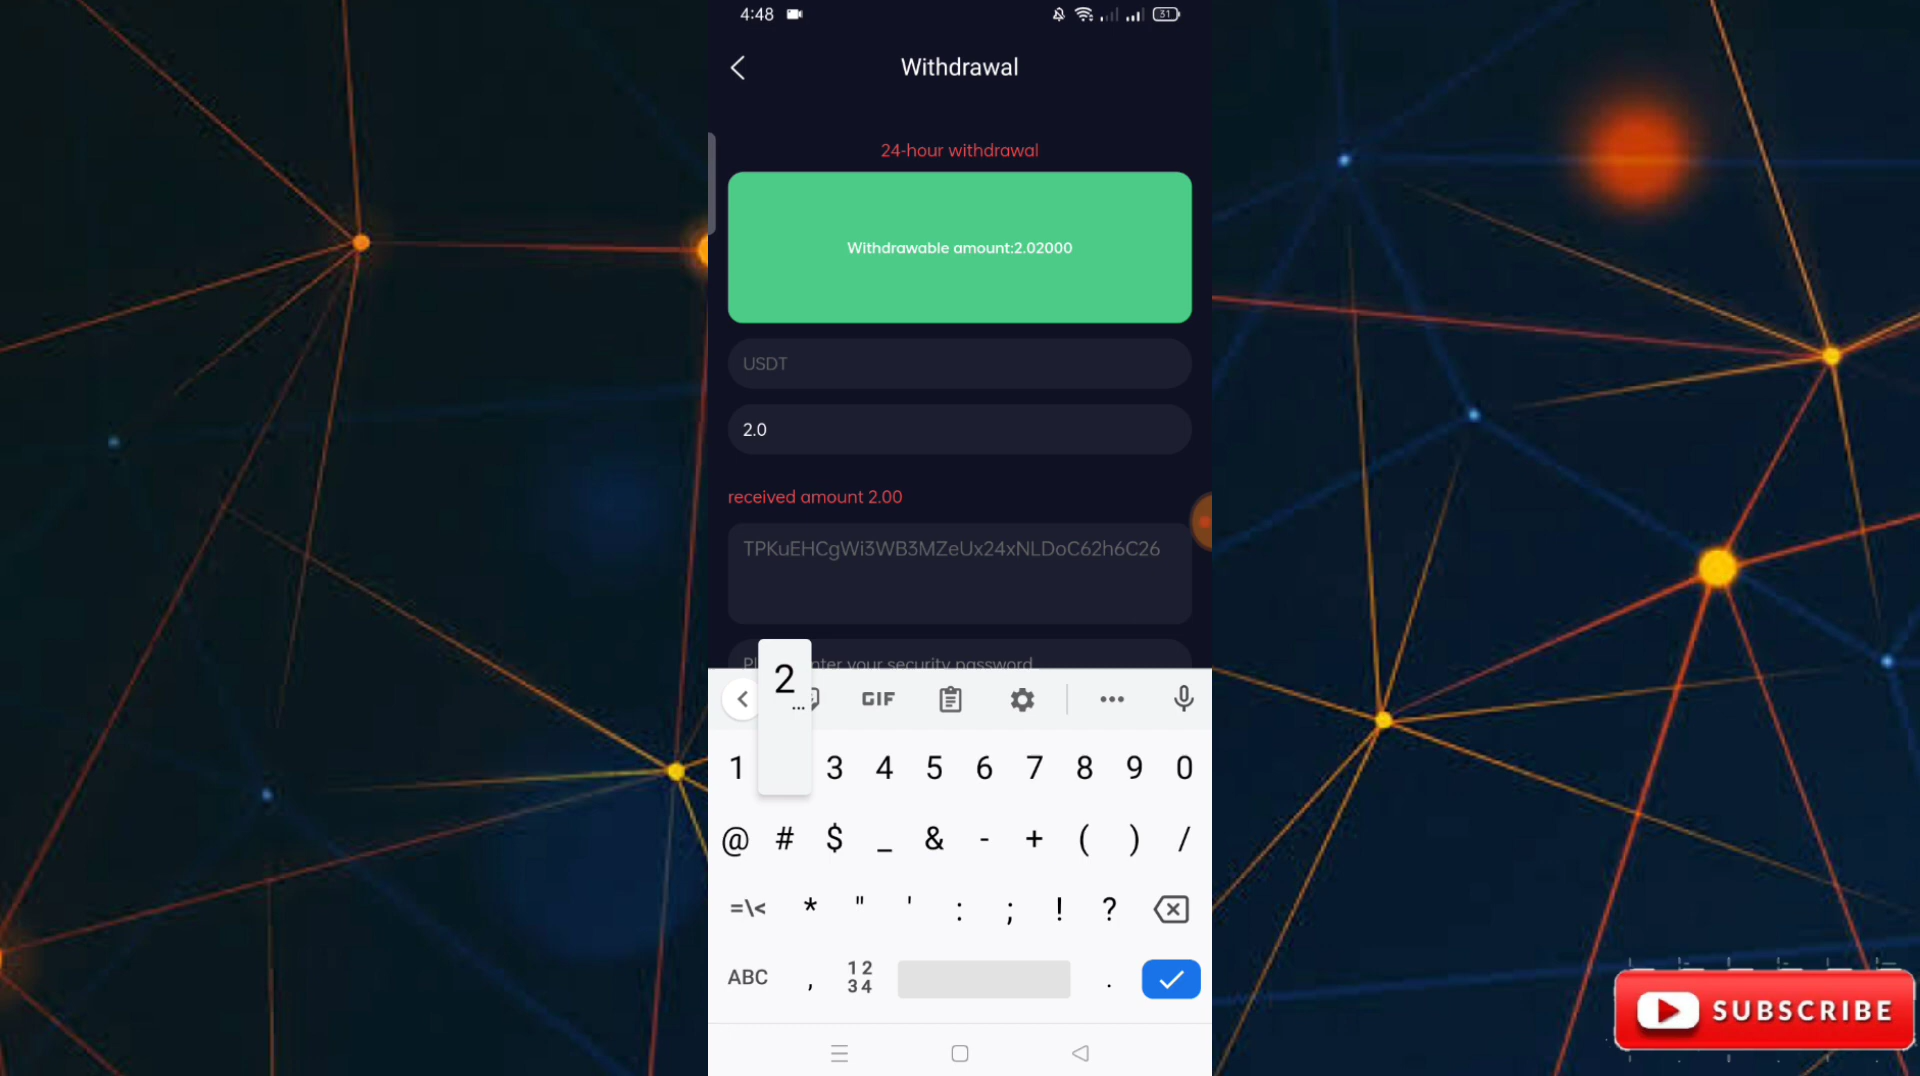 4:48
31
Withdrawal
24-hour withdrawal
Withdrawable amount:2.02000
USDT
2.0
received amount 2.00
TPKuEHCgWi3WB3MZeUx24xNLDoC62h6C26
enter your security password
2
...
GIF
1 3 4 5 6 7 8 9 0
@ # $ _ & - + ( ) /
=\< * " ' : ; ! ?
ABC , 1 2 3 4 .
SUBSCRIBE